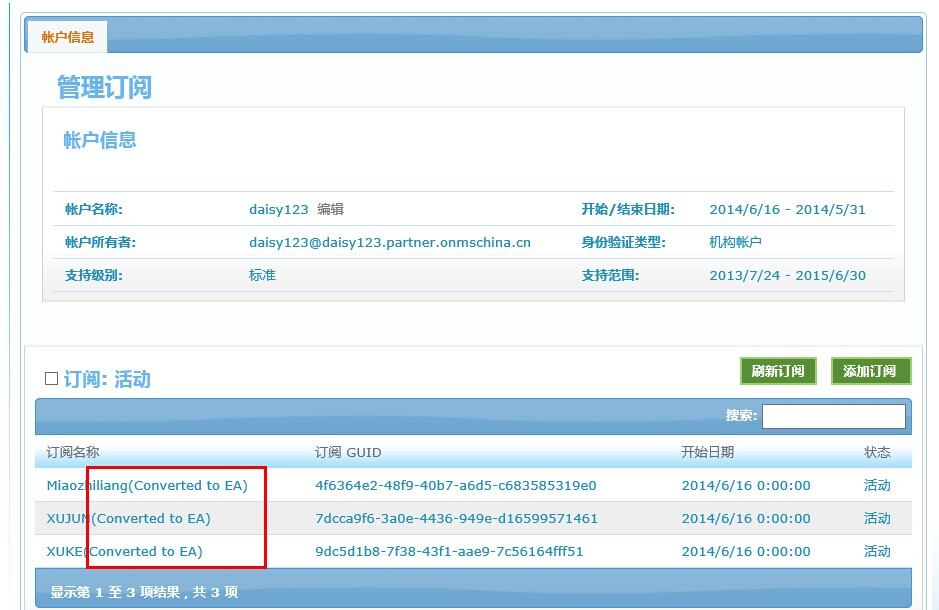 帐户信息
管理订阅
帐户信息
帐户名称: daisy123 编辑 开始/结束日期: 2014/6/16 - 2014/5/31
帐户所有者: daisy123@daisy123.partner.onmschina.cn 身份验证类型: 机构帐户
支持级别: 标准 支持范围: 2013/7/24 - 2015/6/30
订阅: 活动 刷新订阅 添加订阅
搜索:
订阅名称 订阅 GUID 开始日期 状态
Miaozhiliang(Converted to EA) 4f6364e2-48f9-40b7-a6d5-c683585319e0 2014/6/16 0:00:00 活动
XUJUN(Converted to EA) 7dcca9f6-3a0e-4436-949e-d16599571461 2014/6/16 0:00:00 活动
XUKE(Converted to EA) 9dc5d1b8-7f38-43f1-aae9-7c56164fff51 2014/6/16 0:00:00 活动
显示第 1 至 3 项结果 , 共 3 项